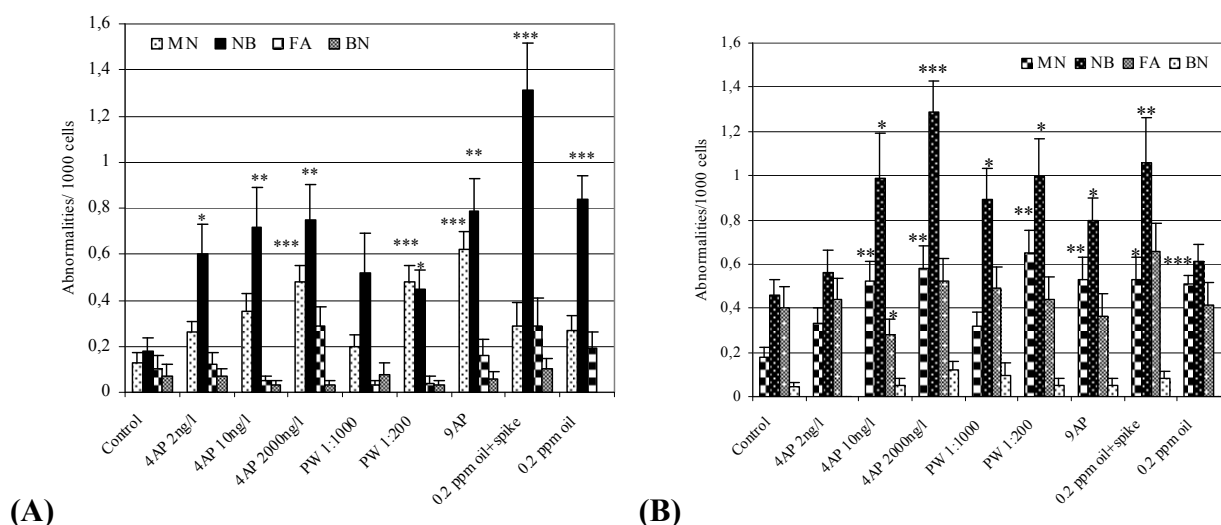 1,6
1,4
1,2
1
0,8
0,6
0,4
0,2
0
Abnormalities/ 1000 cells
MN NB FA BN
* ** ** *** *** * *** ** *** ***
Control
4AP 2ng/l
4AP 10ng/l
4AP 2000ng/l
PW 1:1000
PW 1:200
9AP
0.2 ppm oil+spike
0.2 ppm oil
(A)
1,6
1,4
1,2
1
0,8
0,6
0,4
0,2
0
Abnormalities/1000 cells
MN NB FA BN
** * * ** *** * ** * ** * * ** ***
Control
4AP 2ng/l
4AP 10ng/l
4AP 2000ng/l
PW 1:1000
PW 1:200
9AP
0.2 ppm oil+spike
0.2 ppm oil
(B)